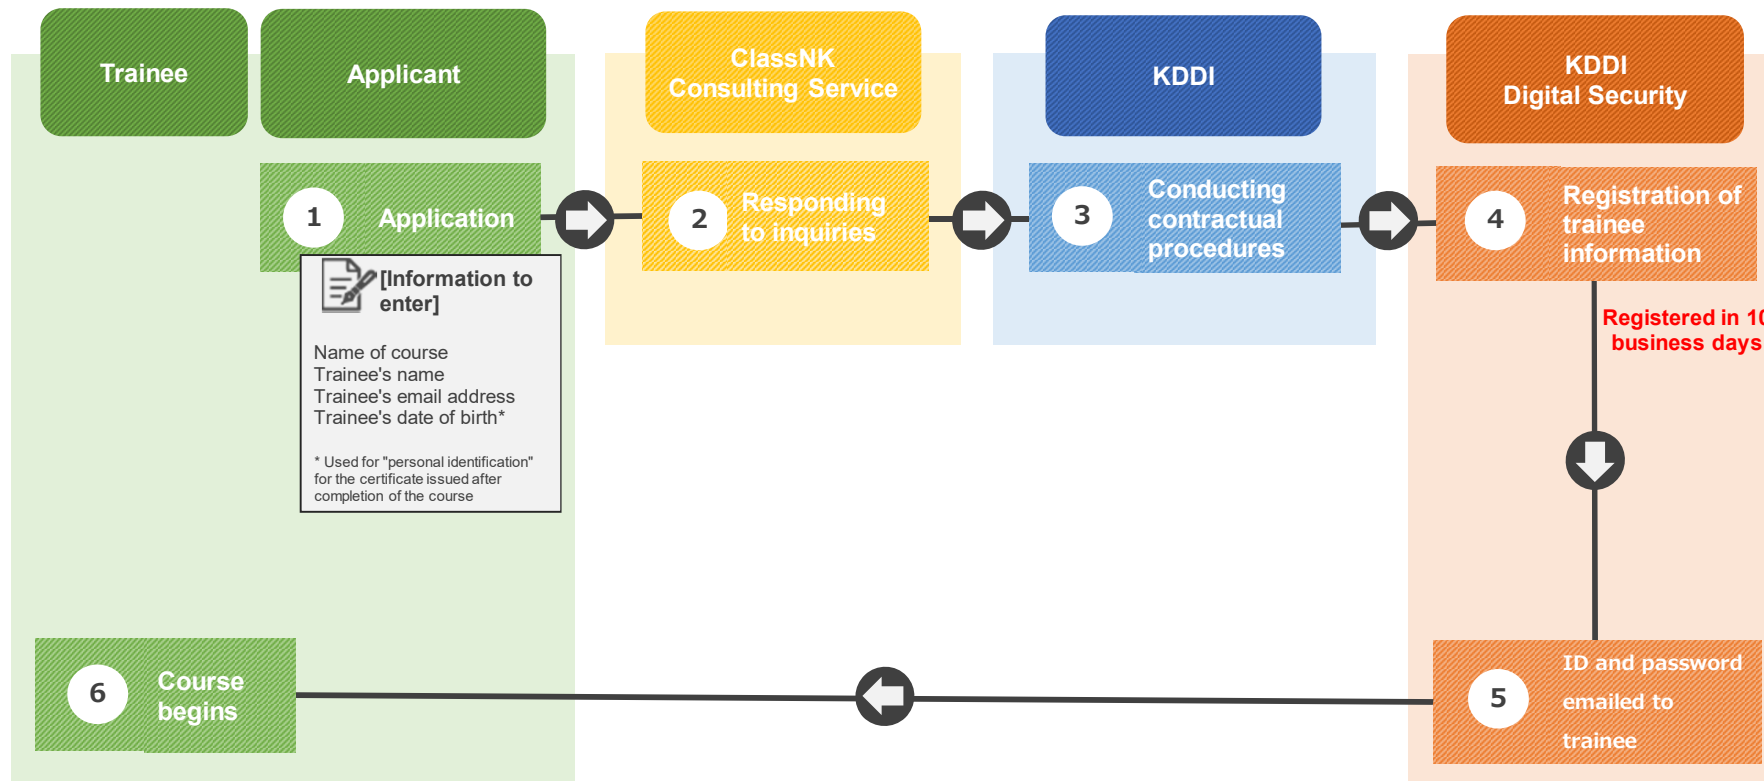 Trainee
Applicant
ClassNK
Consulting Service
KDDI
KDDI
Digital Security
1
Application
2
Responding
to inquiries
3
Conducting
contractual
procedures
4
Registration of
trainee
information
[Information to
enter]
Name of course
Trainee's name
Trainee's email address
Trainee's date of birth*
* Used for "personal identification"
for the certificate issued after
completion of the course
Registered in 10
business days
5
ID and password
emailed to
trainee
6
Course
begins